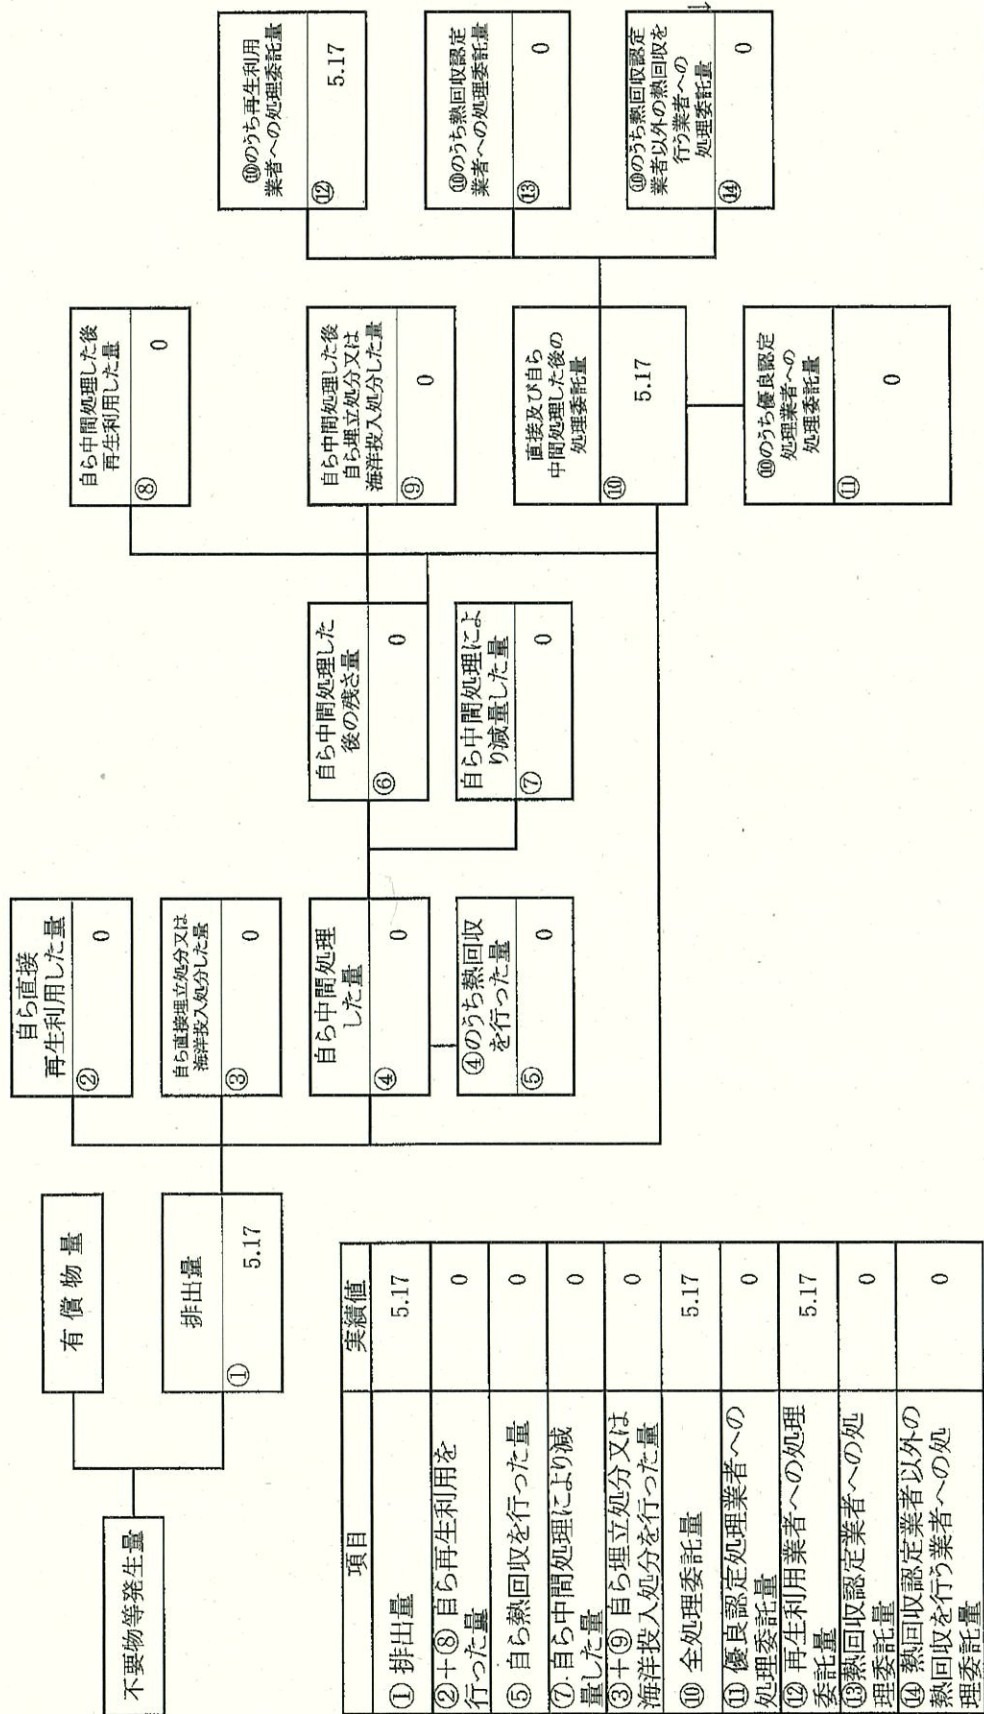 不要物等発生量
有償物量
排出量
①
5.17
自ら直接
再生利用した量
②
0
自ら直接埋立処分又は
海洋投入処分した量
③
0
自ら中間処理
した量
④
0
④のうち熱回収
を行った量
⑤
0
自ら中間処理した
後の残さ量
⑥
0
自ら中間処理によ
り減量した量
⑦
0
自ら中間処理した後
再生利用した量
⑧
0
自ら中間処理した後
自ら埋立処分又は
海洋投入処分した量
⑨
0
直接及び自ら
中間処理した後の
処理委託量
⑩
5.17
⑩のうち優良認定
処理業者への
処理委託量
⑪
0
⑩のうち再生利用
業者への処理委託量
⑫
5.17
⑩のうち熱回収認定
業者への処理委託量
⑬
0
⑩のうち熱回収認定
業者以外の熱回収を
行う業者への
処理委託量
⑭
0
項目 実績値
①排出量 5.17
②+⑧自ら再生利用を
行った量 0
⑤自ら熱回収を行った量 0
⑦自ら中間処理により減
量した量 0
③+⑨自ら埋立処分又は
海洋投入処分を行った量 0
⑩全処理委託量 5.17
⑪優良認定処理業者への
処理委託量 0
⑫再生利用業者への処理
委託量 5.17
⑬熱回収認定業者への処
理委託量 0
⑭熱回収認定業者以外の
熱回収を行う業者への処
理委託量 0